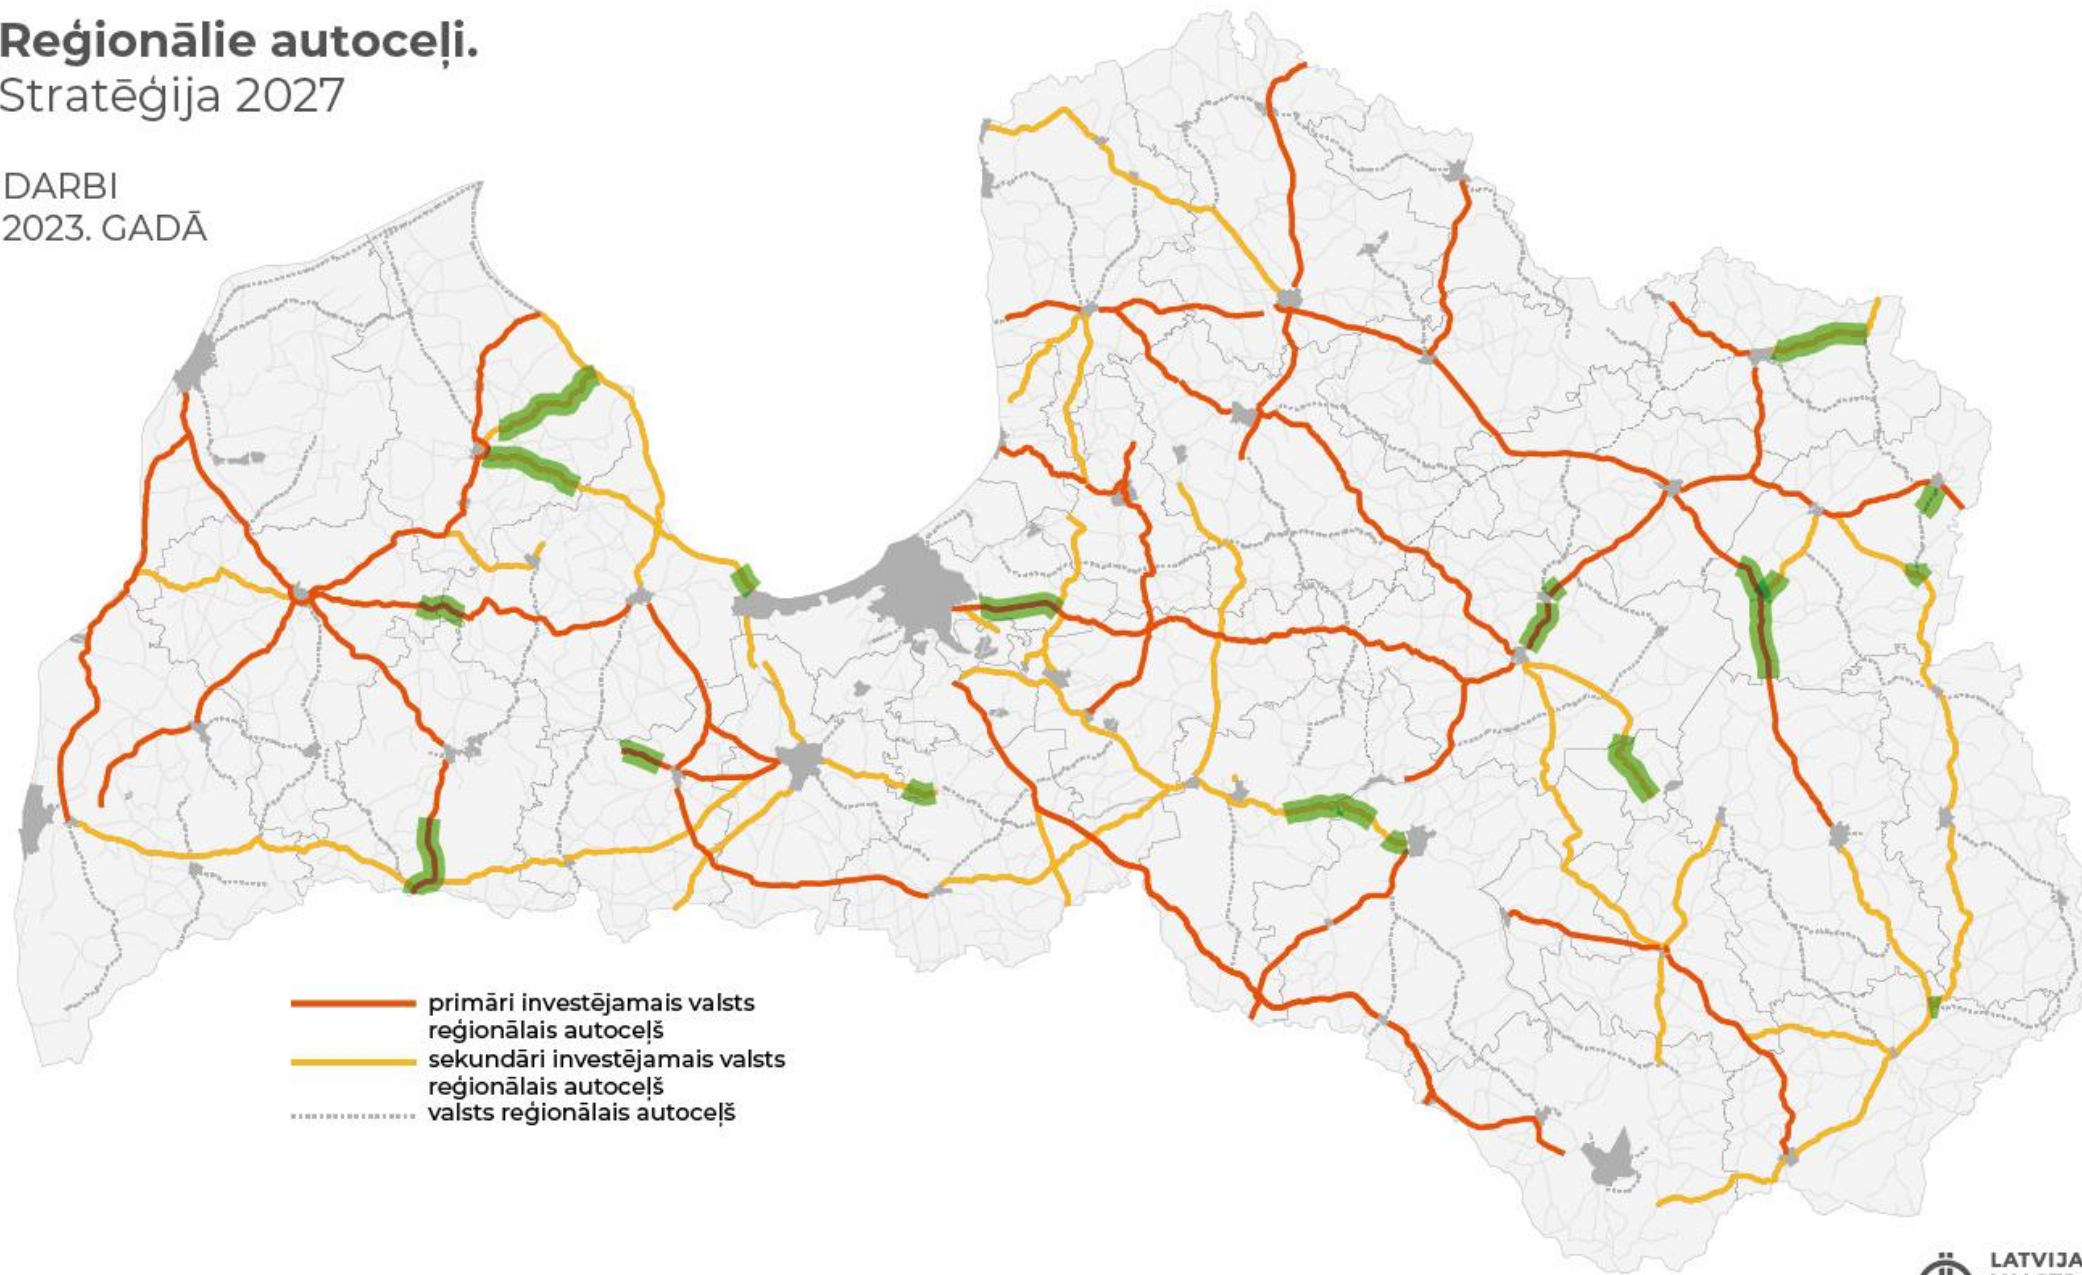 Reģionālie autoceļi.
Stratēģija 2027
DARBI
2023. GADĀ
primāri investējamais valsts
reģionālais autoceļš
sekundāri investējamais valsts
reģionālais autoceļš
valsts reģionālais autoceļš
LATVIJA